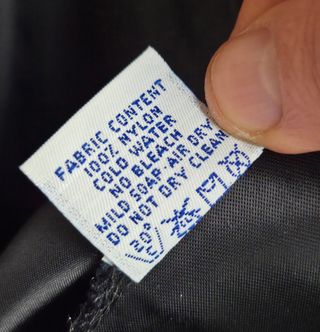 FABRIC CONTENT
100% NYLON
COLD WATER
NO BLEACH
MILD SOAP AIR DRY
DO NOT DRY CLEAN